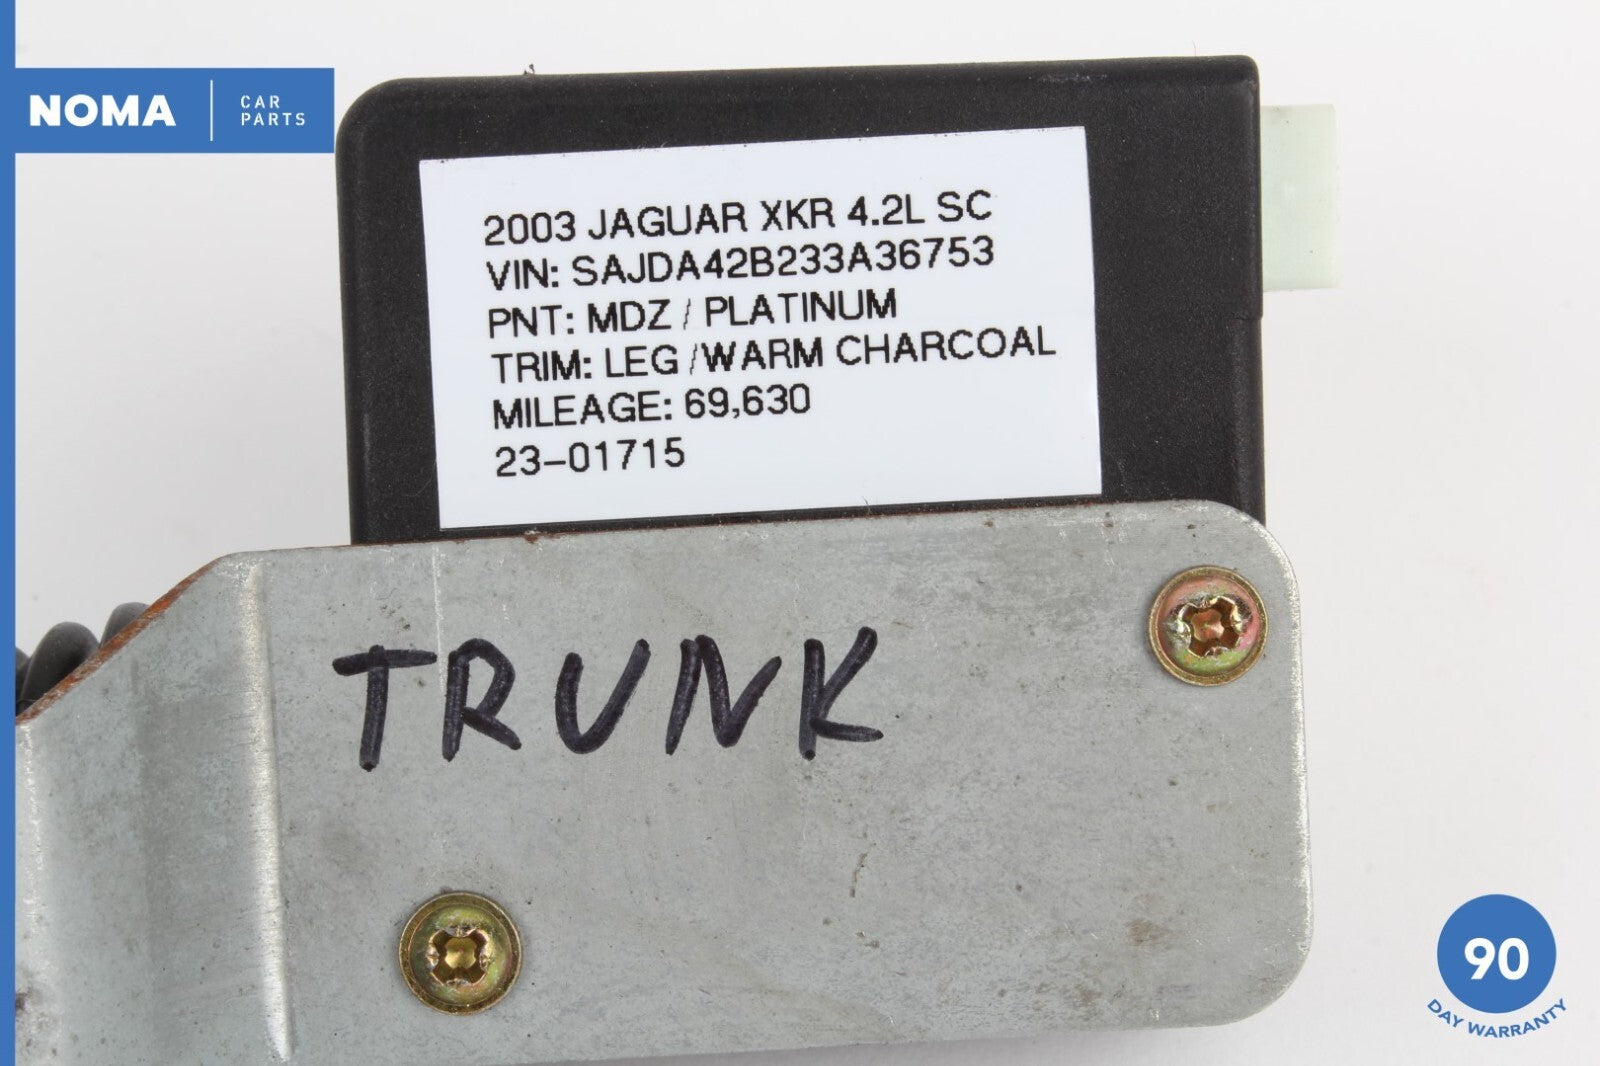 NOMA
CAR
PARTS
2003 JAGUAR XKR 4.2L SC
VIN: SAJDA42B233A36753
PNT: MDZ / PLATINUM
TRIM: LEG /WARM CHARCOAL
MILEAGE: 69,630
23-01715
TRUNK
90
DAY WARRANTY